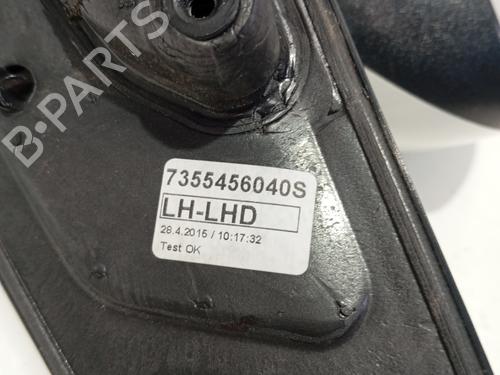 B-PARTS
7355456040S
LH-LHD
28.4.2015 / 10:17:32
Test OK